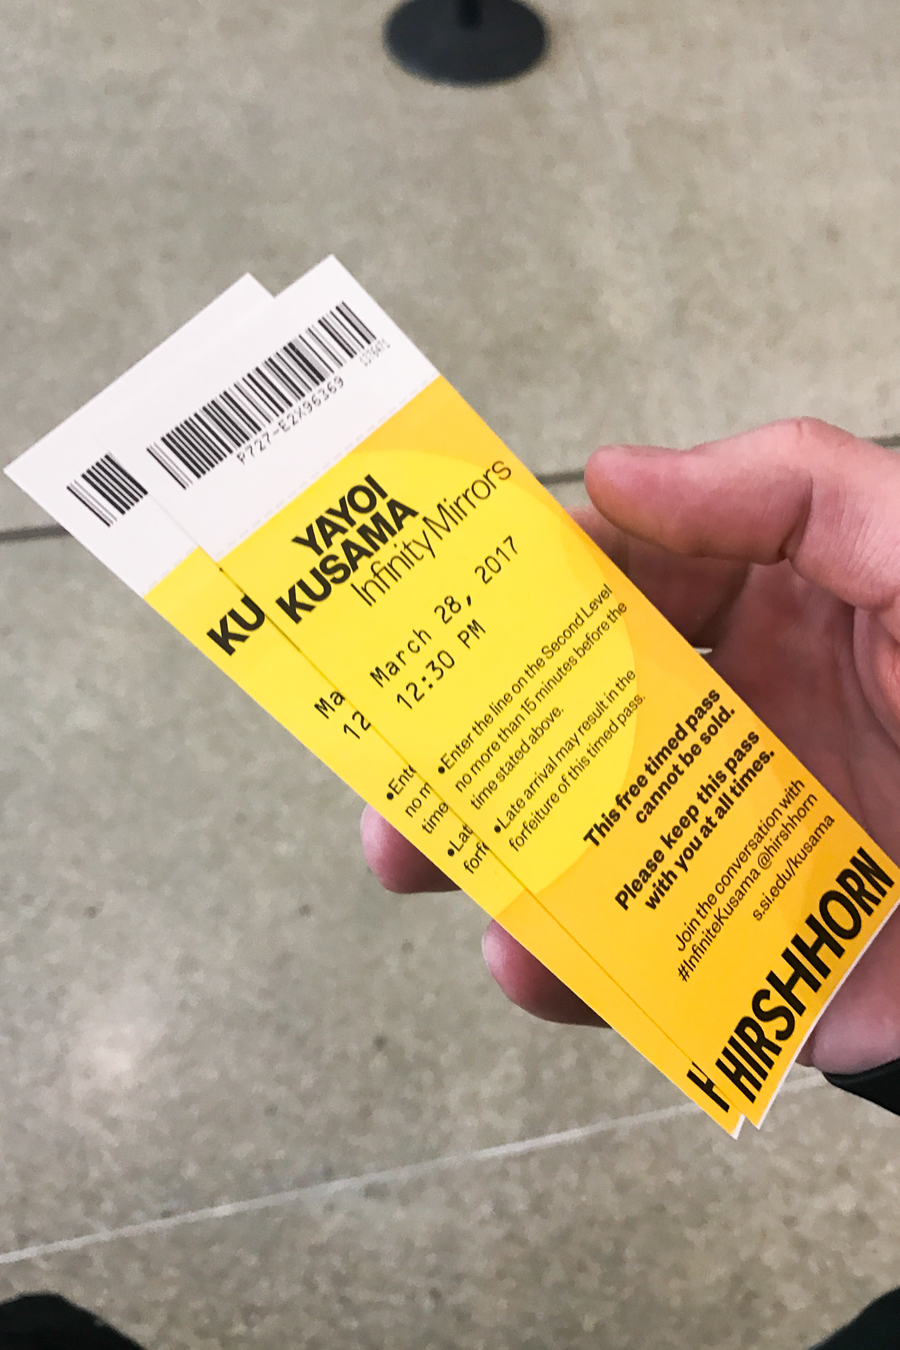 P727-E2X96369
YAYOI
KUSAMA
Infinity Mirrors
March 28, 2017
12:30 PM
•Enter the line on the Second Level
no more than 15 minutes before the
time stated above.
•Late arrival may result in the
forfeiture of this timed pass.
This free timed pass
cannot be sold.
Please keep this pass
with you at all times.
Join the conversation with
#InfiniteKusama @hirshhorn
s.si.edu/kusama
HIRSHHORN
KU
Ma
12
•Ent
no m
time
•Lat
forf
H